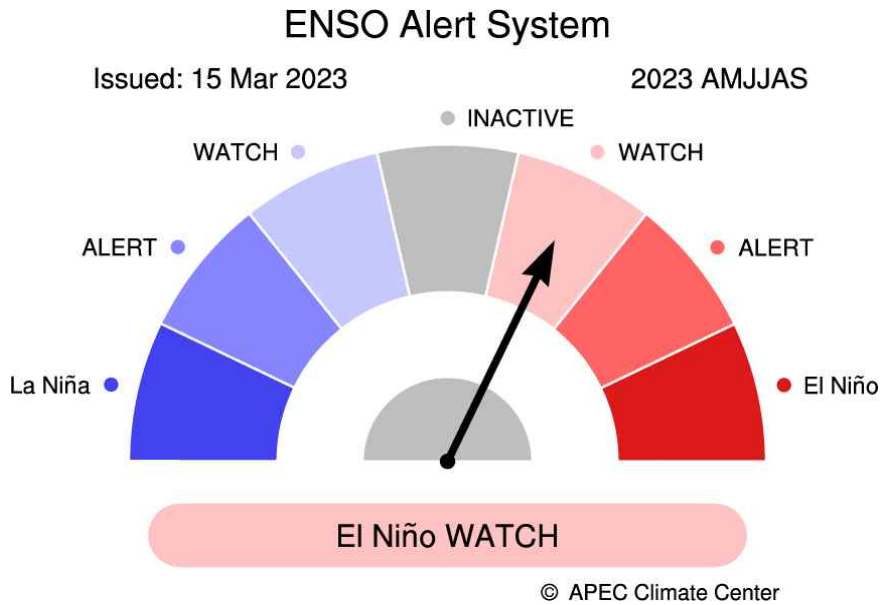 ENSO Alert System
Issued: 15 Mar 2023
2023 AMJJAS
INACTIVE
WATCH
WATCH
ALERT
ALERT
La Niña
El Niño
El Niño WATCH
© APEC Climate Center